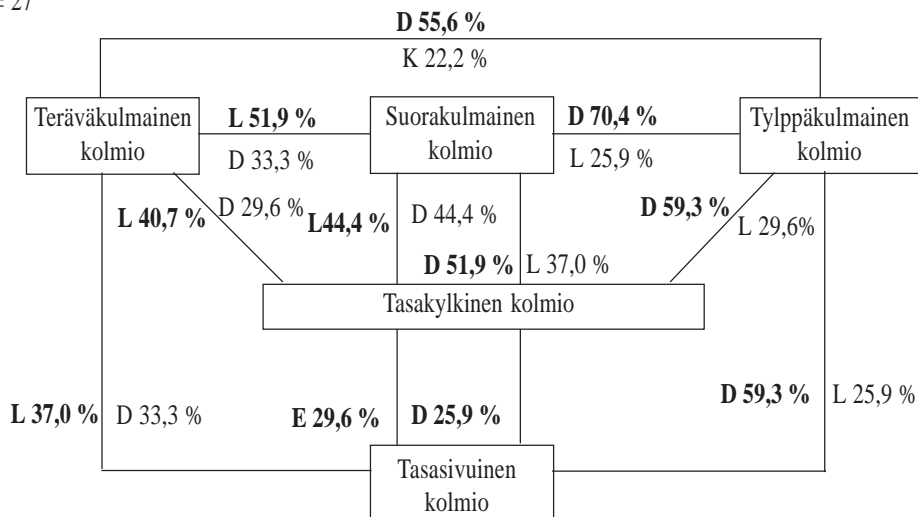 = 27
D 55,6 %
K 22,2 %
Teräväkulmainen
kolmio
L 51,9 %
D 33,3 %
Suorakulmainen
kolmio
D 70,4 %
L 25,9 %
Tylppäkulmainen
kolmio
L 40,7 %
D 29,6 %
L44,4 %
D 44,4 %
D 51,9 %
L 37,0 %
D 59,3 %
L 29,6%
Tasakylkinen kolmio
L 37,0 %
D 33,3 %
E 29,6 %
D 25,9 %
D 59,3 %
L 25,9 %
Tasasivuinen
kolmio